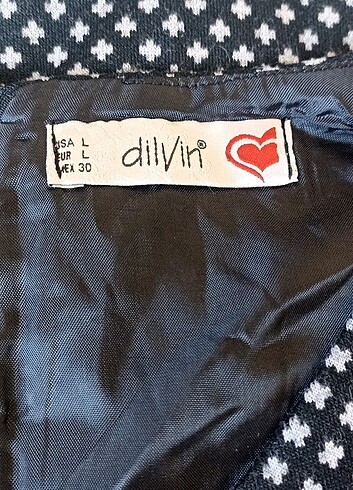 USA L
EUR L
MEX 30
dilvin®